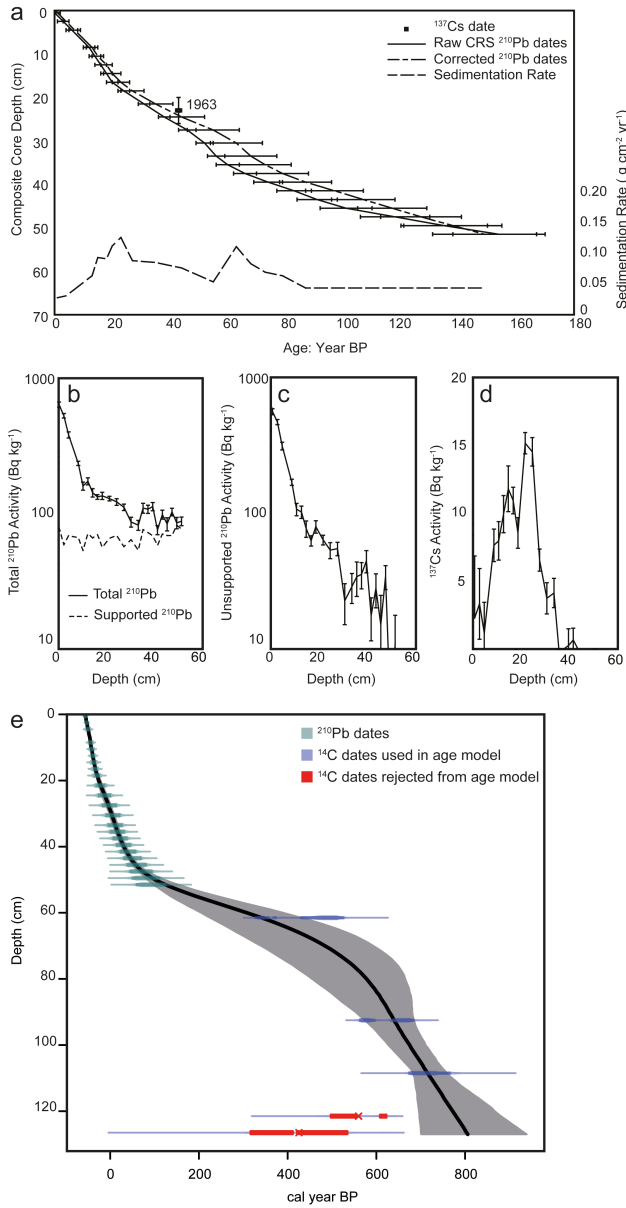 a
0
10
20
30
40
50
60
70
Composite Core Depth (cm)
¹³⁷Cs date
Raw CRS ²¹⁰Pb dates
Corrected ²¹⁰Pb dates
Sedimentation Rate
1963
0.20
0.15
0.10
0.05
0
Sedimentation Rate ( g cm⁻² yr⁻¹)
0 20 40 60 80 100 120 140 160 180
Age: Year BP
b
1000
100
10
Total ²¹⁰Pb Activity (Bq kg⁻¹)
Total ²¹⁰Pb
Supported ²¹⁰Pb
0 20 40 60
Depth (cm)
c
1000
100
10
Unsupported ²¹⁰Pb Activity (Bq kg⁻¹)
0 20 40 60
Depth (cm)
d
20
15
10
5
¹³⁷Cs Activity (Bq kg⁻¹)
0 20 40 60
Depth (cm)
e
0
20
40
60
80
100
120
Depth (cm)
²¹⁰Pb dates
¹⁴C dates used in age model
¹⁴C dates rejected from age model
0 200 400 600 800
cal year BP